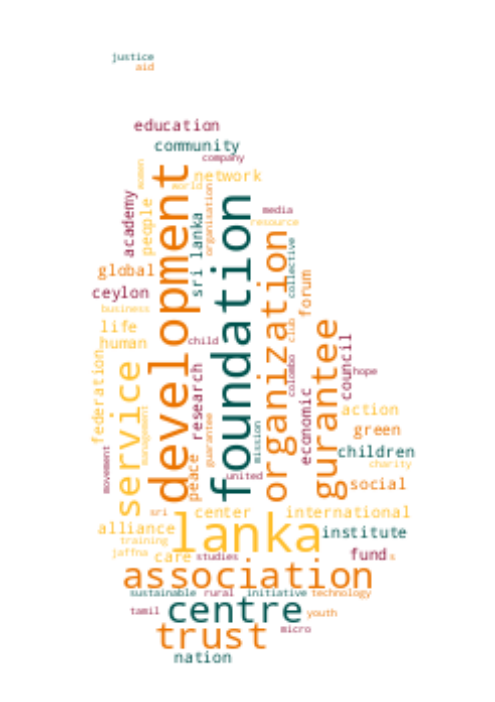 justice
aid
education
community
company
women
world
network
development
foundation
academy
people
sri lanka
organisation
media
resource
organization
collective
global
forum
ceylon
business
life
human
child
club
gurantee
council
hope
federation
service
management
research
colombo
economic
action
green
movement
peace
guarantee
mission
united
children
charity
social
sri
center
international
alliance
lanka
institute
training
jaffna
care
studies
fund
s
association
sustainable
rural
initiative
technology
tamil
centre
youth
trust
micro
nation